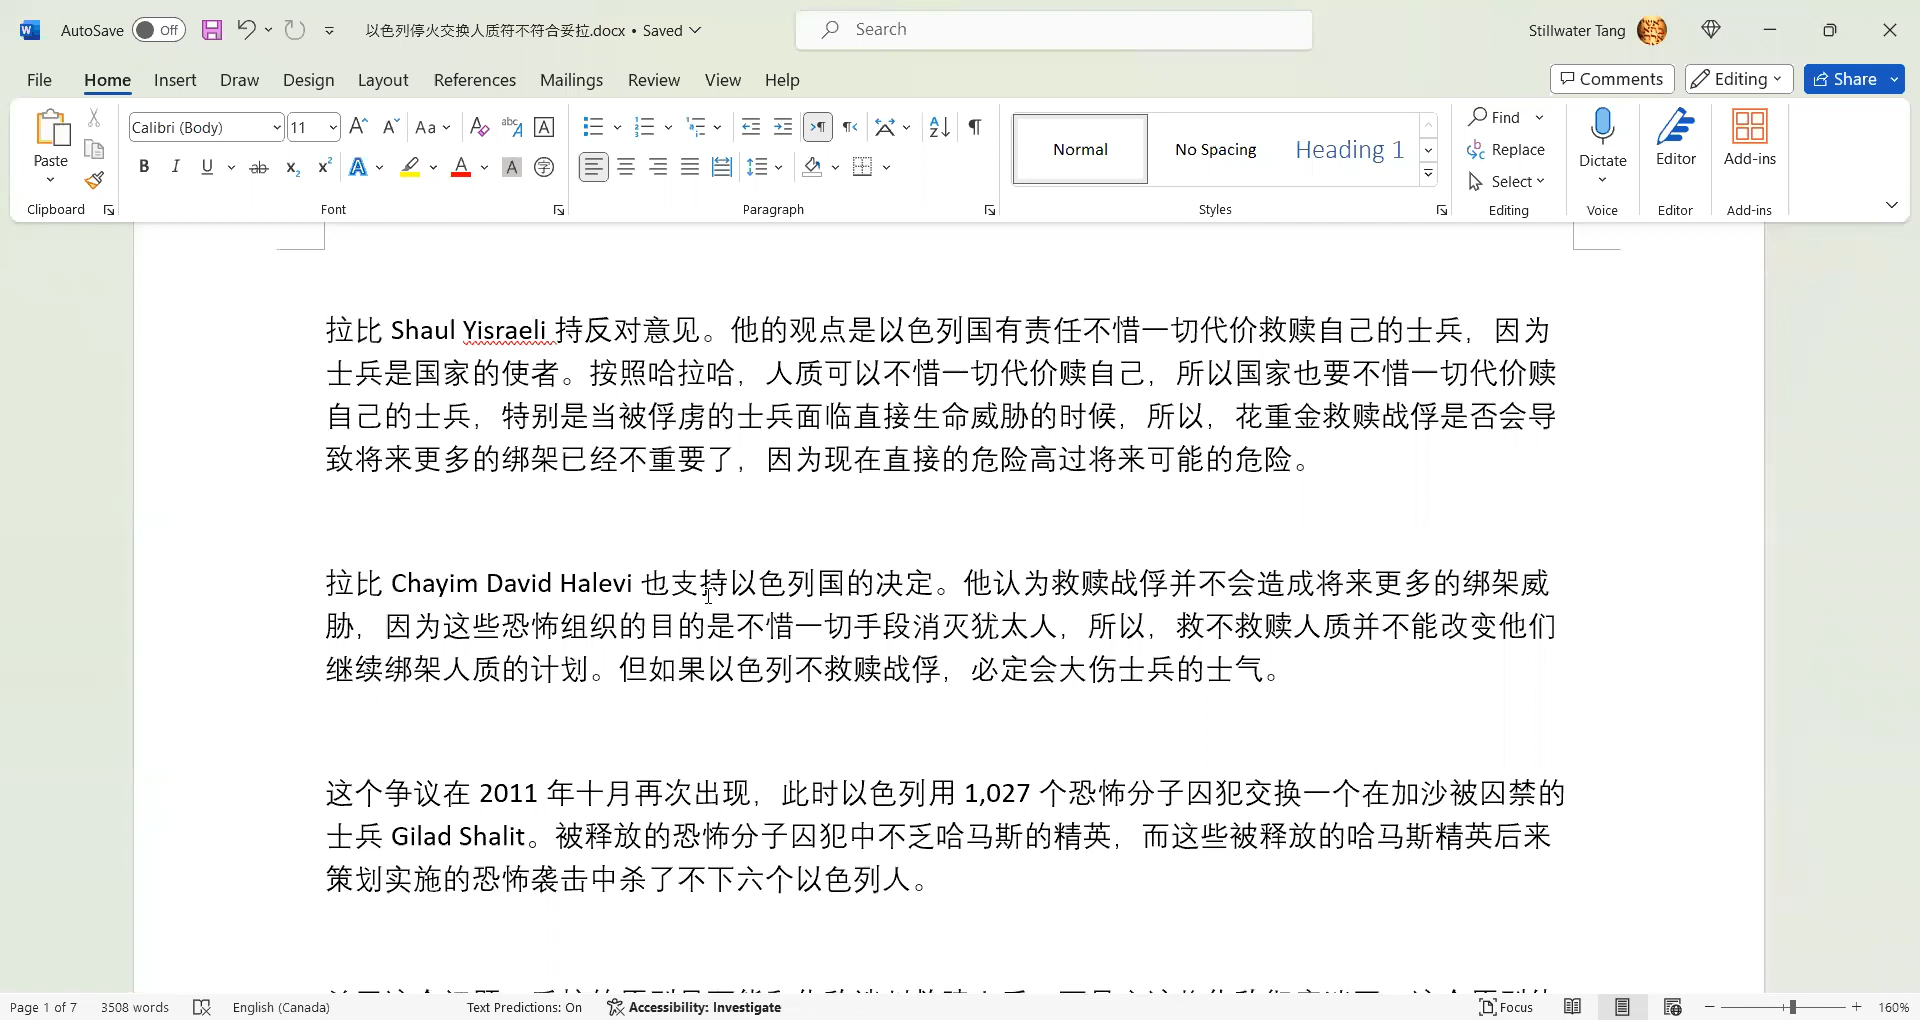 AutoSave Off 以色列停火交换人质符不符合妥拉.docx • Saved Search Stillwater Tang
File Home Insert Draw Design Layout References Mailings Review View Help Comments Editing Share
Paste Calibri (Body) 11 Aa Normal No Spacing Heading 1 Find Replace Select Dictate Editor Add-ins
Clipboard Font Paragraph Styles Editing Voice Editor Add-ins
拉比 Shaul Yisraeli 持反对意见。他的观点是以色列国有责任不惜一切代价救赎自己的士兵，因为
士兵是国家的使者。按照哈拉哈，人质可以不惜一切代价赎自己，所以国家也要不惜一切代价赎
自己的士兵，特别是当被俘虏的士兵面临直接生命威胁的时候，所以，花重金救赎战俘是否会导
致将来更多的绑架已经不重要了，因为现在直接的危险高过将来可能的危险。
拉比 Chayim David Halevi 也支持以色列国的决定。他认为救赎战俘并不会造成将来更多的绑架威
胁，因为这些恐怖组织的目的是不惜一切手段消灭犹太人，所以，救不救赎人质并不能改变他们
继续绑架人质的计划。但如果以色列不救赎战俘，必定会大伤士兵的士气。
这个争议在 2011 年十月再次出现，此时以色列用 1,027 个恐怖分子囚犯交换一个在加沙被囚禁的
士兵 Gilad Shalit。被释放的恐怖分子囚犯中不乏哈马斯的精英，而这些被释放的哈马斯精英后来
策划实施的恐怖袭击中杀了不下六个以色列人。
Page 1 of 7 3508 words English (Canada) Text Predictions: On Accessibility: Investigate Focus 160%